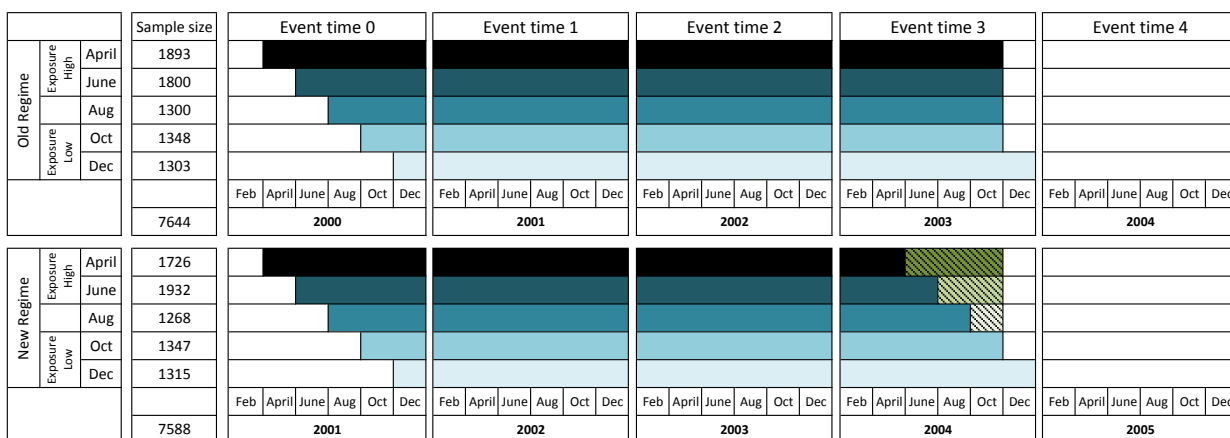 Sample size Event time 0 Event time 1 Event time 2 Event time 3 Event time 4
Old Regime
Exposure High
April 1893
June 1800
Aug 1300
Exposure Low
Oct 1348
Dec 1303
Feb April June Aug Oct Dec Feb April June Aug Oct Dec Feb April June Aug Oct Dec Feb April June Aug Oct Dec Feb April June Aug Oct Dec
7644 2000 2001 2002 2003 2004
New Regime
Exposure High
April 1726
June 1932
Aug 1268
Exposure Low
Oct 1347
Dec 1315
Feb April June Aug Oct Dec Feb April June Aug Oct Dec Feb April June Aug Oct Dec Feb April June Aug Oct Dec Feb April June Aug Oct Dec
7588 2001 2002 2003 2004 2005